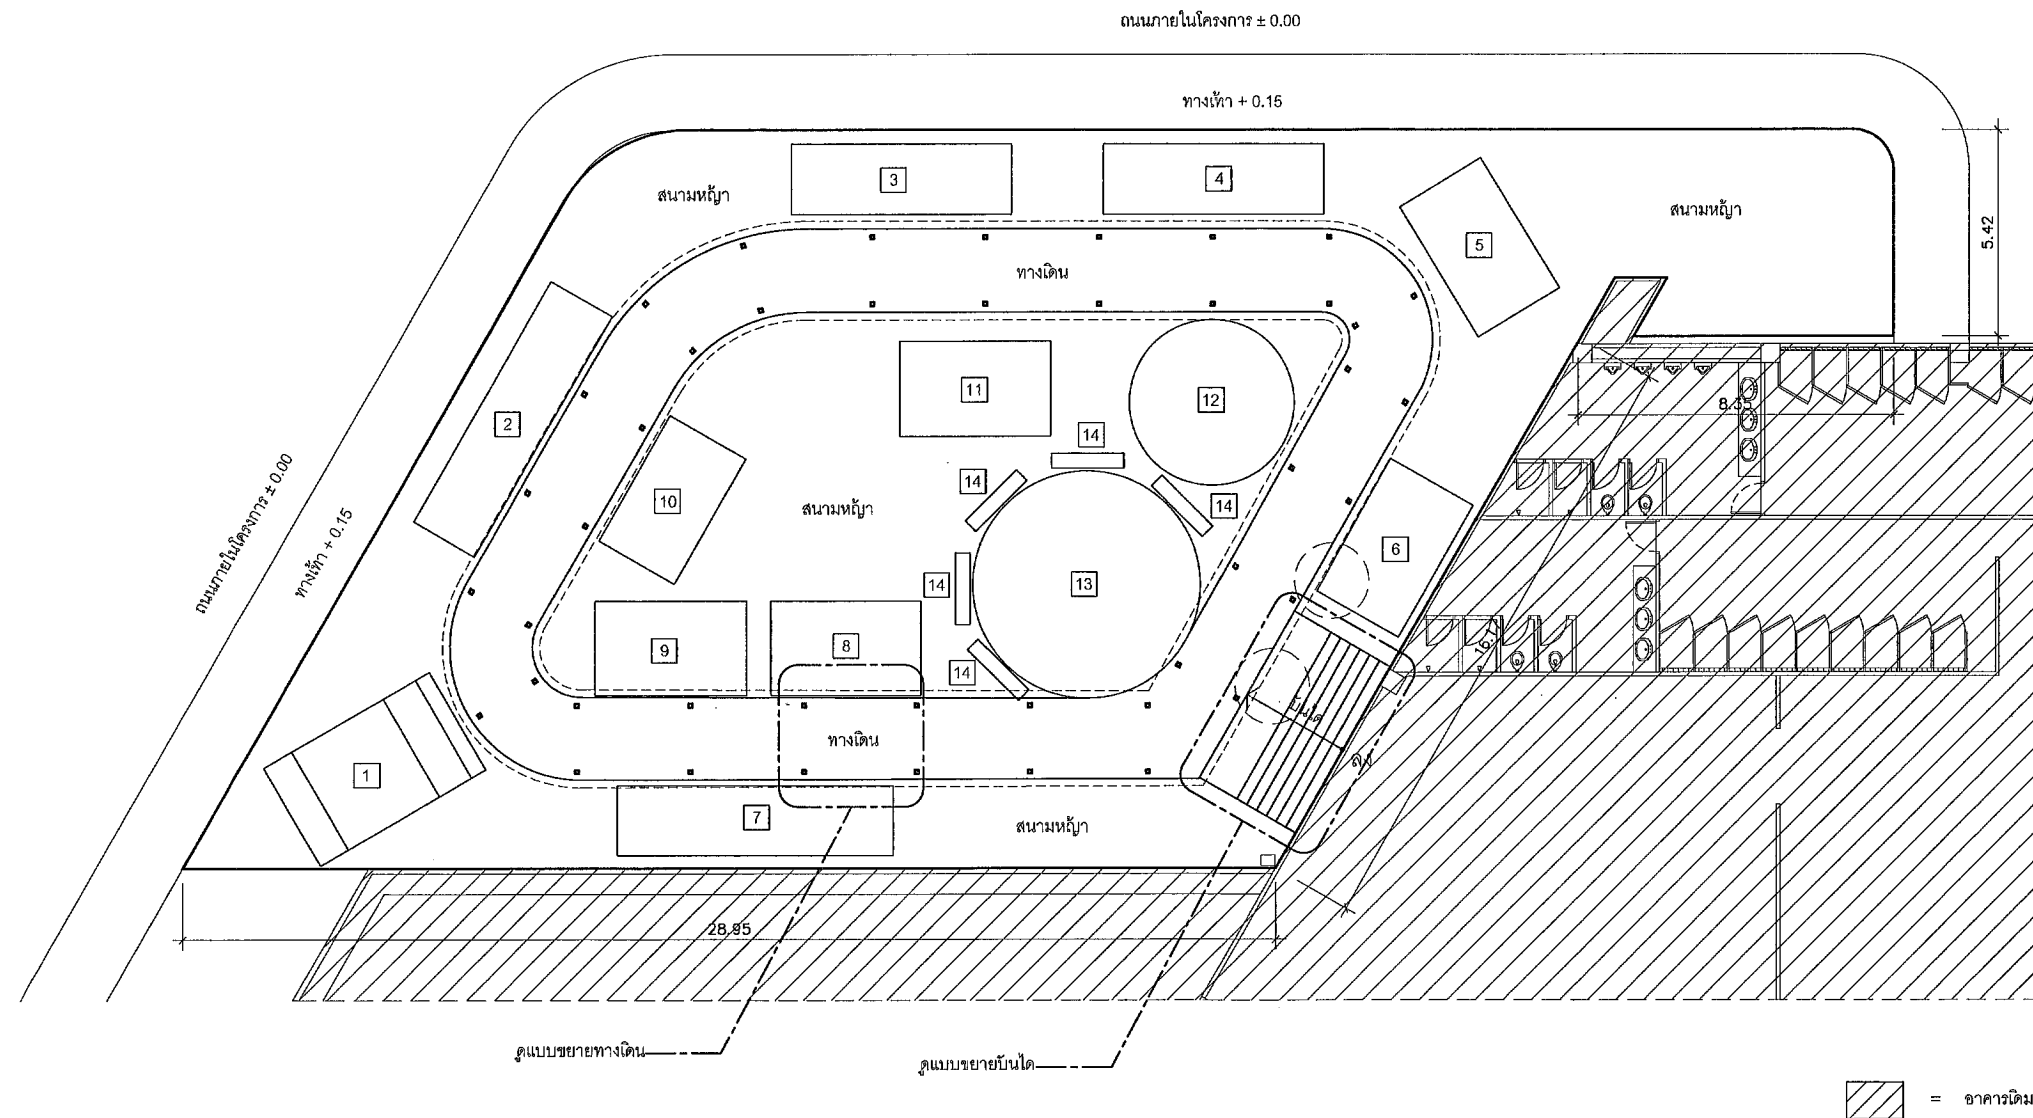 ถนนภายในโครงการ ± 0.00
ทางเท้า + 0.15
3
4
5
สนามหญ้า
สนามหญ้า
5.42
ทางเดิน
2
11
12
8.35
14
14
14
10
สนามหญ้า
6
ถนนภายในโครงการ ± 0.00
ทางเท้า + 0.15
14
13
9
8
14
1
ทางเดิน
7
สนามหญ้า
28.95
ดูแบบขยายทางเดิน
ดูแบบขยายบันได
= อาคารเดิม